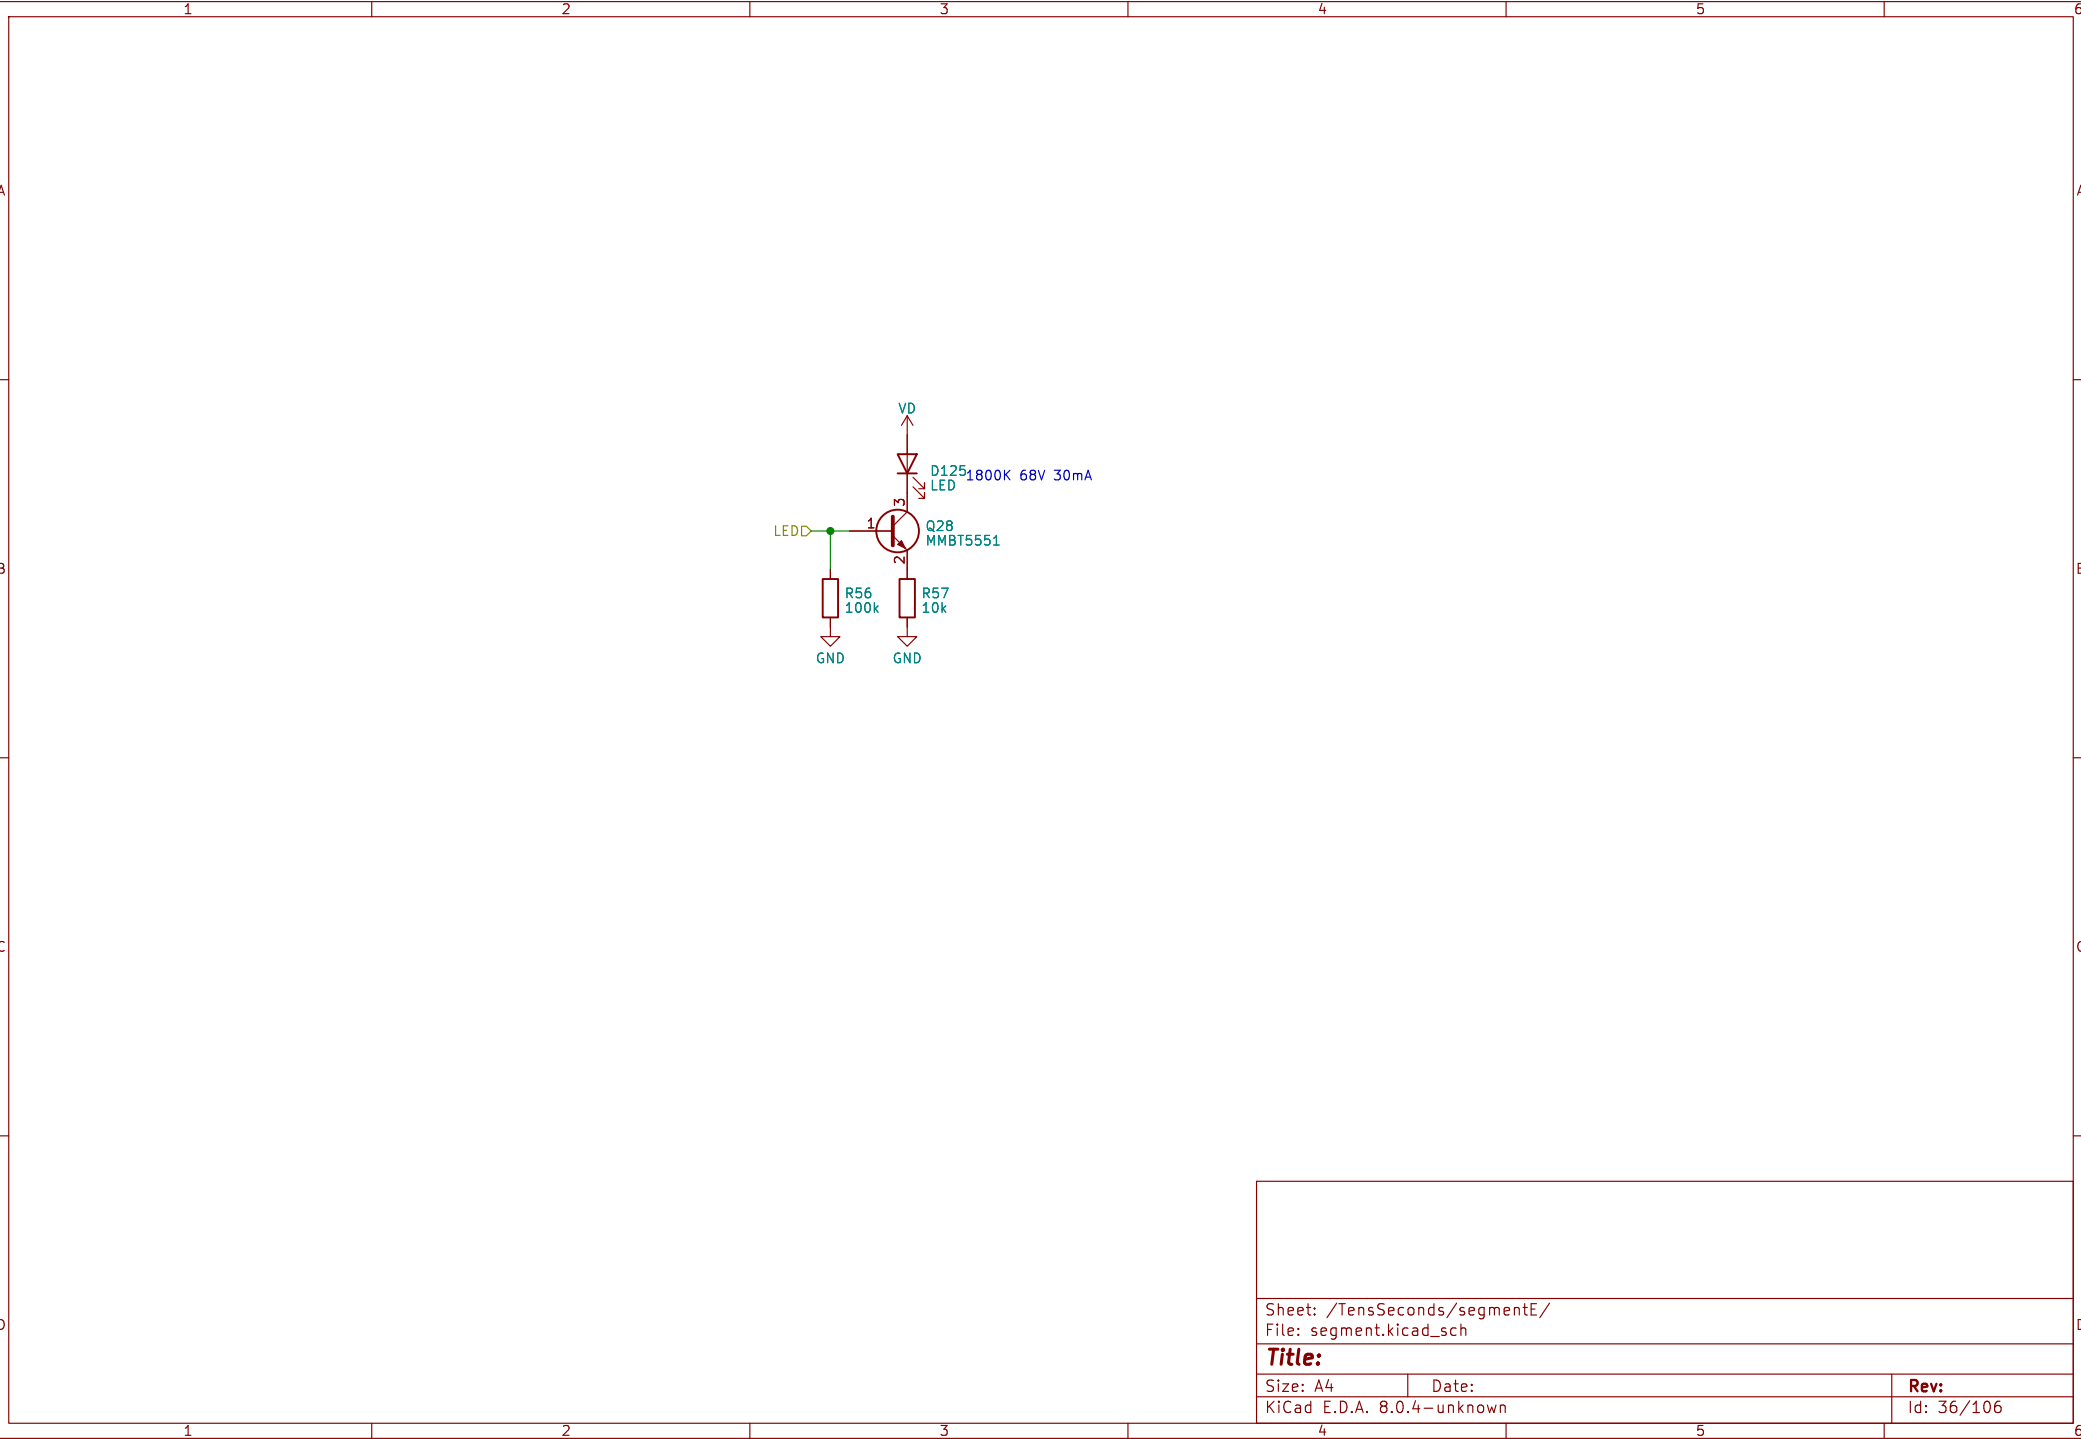 1 2 3 4 5 6
A A
VD
D125
LED
1800K 68V 30mA
3
LED
1
Q28
MMBT5551
2
B B
R56
100k
R57
10k
GND
GND
C C
D D
Sheet: /TensSeconds/segmentE/
File: segment.kicad_sch
Title:
Size: A4
Date:
Rev:
KiCad E.D.A. 8.0.4-unknown
Id: 36/106
1 2 3 4 5 6